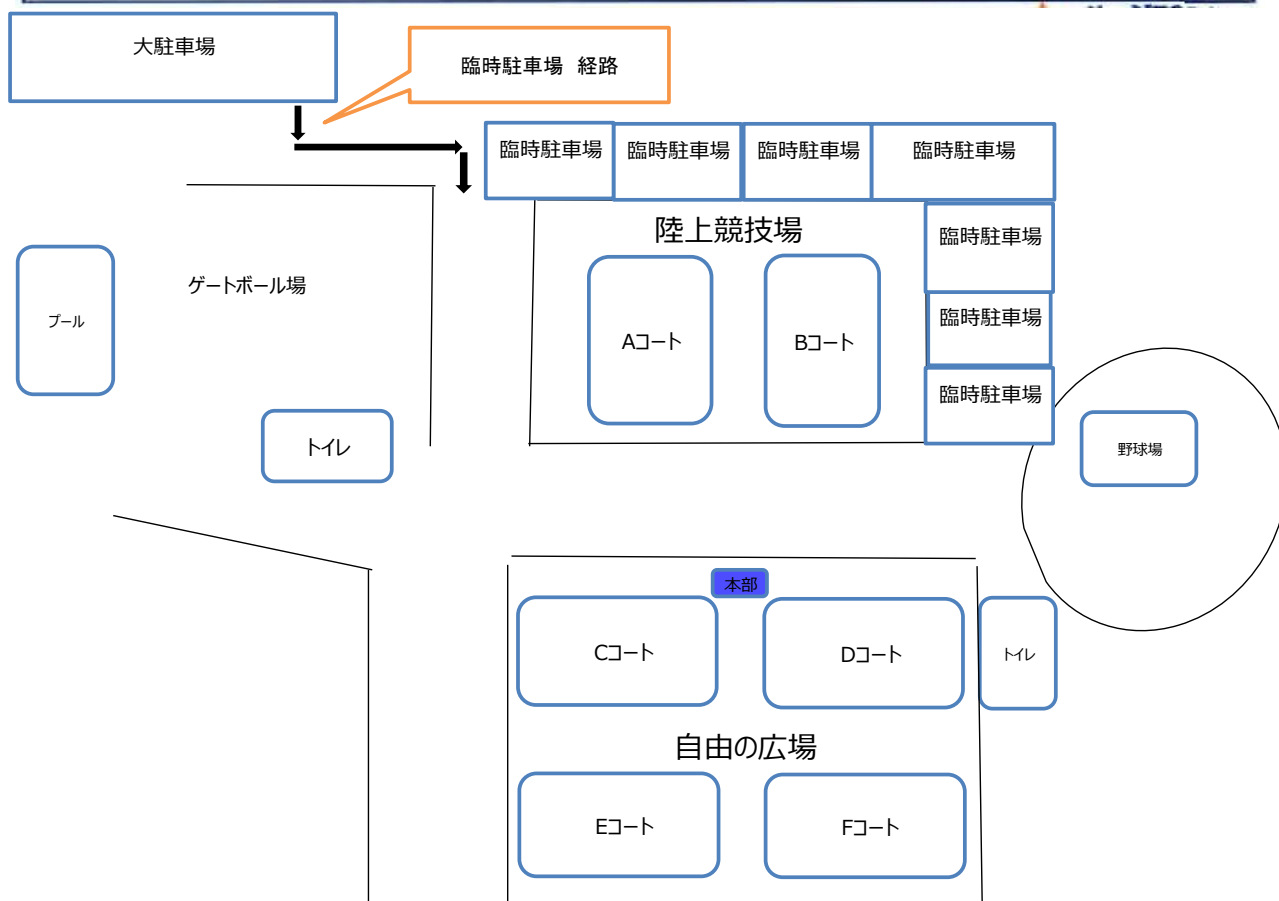 大駐車場
臨時駐車場 経路
臨時駐車場
臨時駐車場
臨時駐車場
臨時駐車場
陸上競技場
臨時駐車場
ゲートボール場
臨時駐車場
プール
Aコート
Bコート
臨時駐車場
トイレ
野球場
本部
Cコート
Dコート
トイレ
自由の広場
Eコート
Fコート